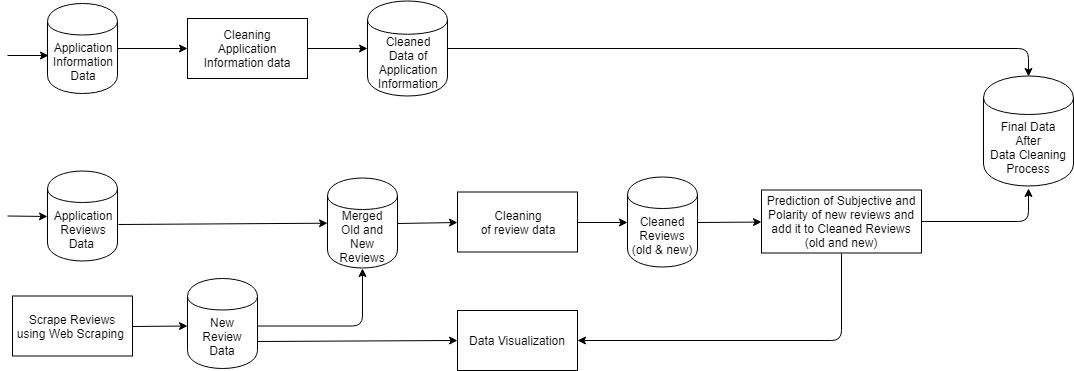 Application
Information
Data
Cleaning
Application
Information data
Cleaned
Data of
Application
Information
Final Data
After
Data Cleaning
Process
Application
Reviews
Data
Merged
Old and
New
Reviews
Cleaning
of review data
Cleaned
Reviews
(old & new)
Prediction of Subjective and
Polarity of new reviews and
add it to Cleaned Reviews
(old and new)
Scrape Reviews
using Web Scraping
New
Review
Data
Data Visualization